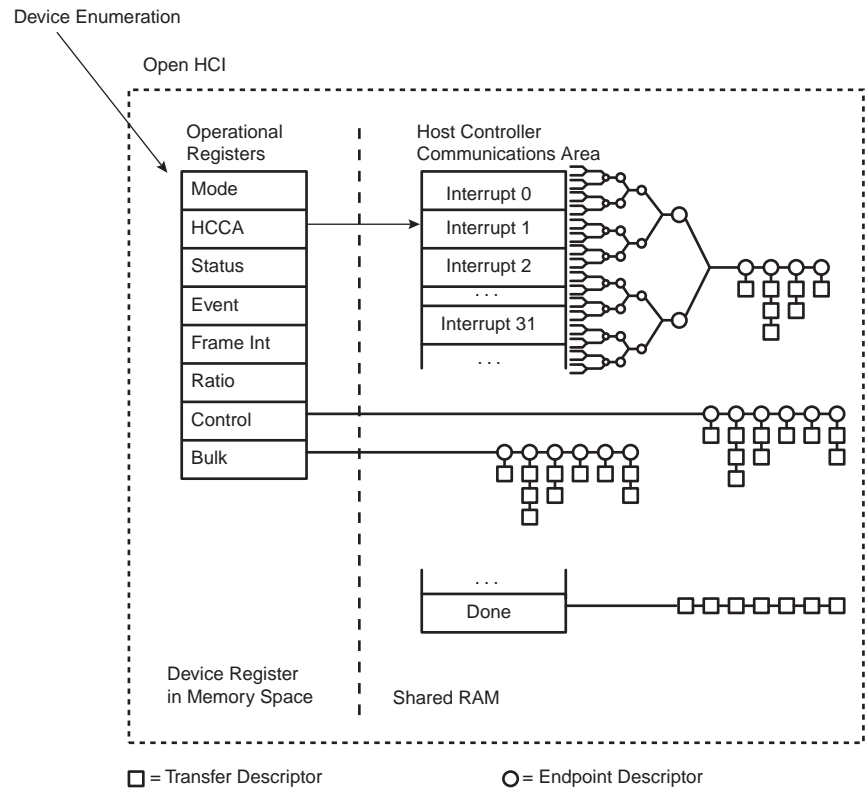 Device Enumeration
Open HCI
Operational
Registers
Mode
HCCA
Status
Event
Frame Int
Ratio
Control
Bulk
Device Register
in Memory Space
Host Controller
Communications Area
Interrupt 0
Interrupt 1
Interrupt 2
. . .
Interrupt 31
. . .
. . .
Done
Shared RAM
= Transfer Descriptor
= Endpoint Descriptor